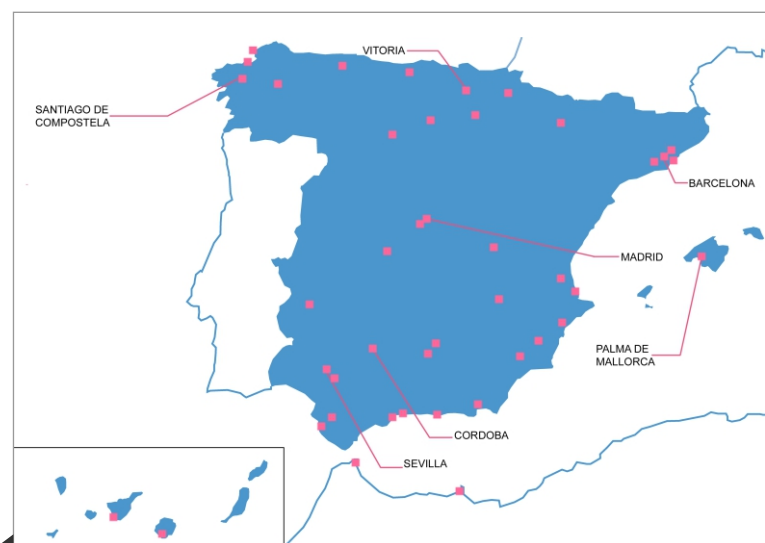 VITORIA
SANTIAGO DE
COMPOSTELA
BARCELONA
MADRID
PALMA DE
MALLORCA
CORDOBA
SEVILLA